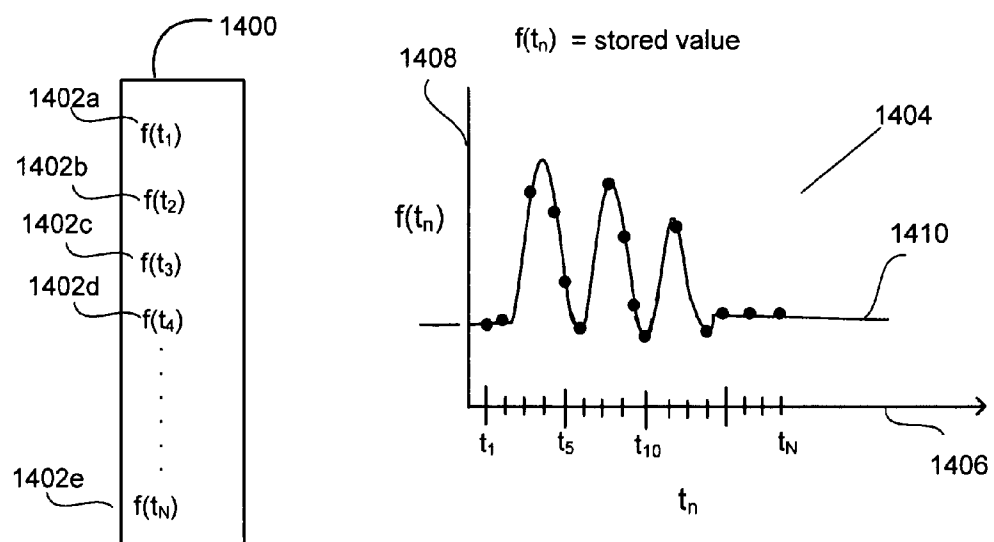 1400
1402a
f(t1)
1402b
f(t2)
1402c
f(t3)
1402d
f(t4)
1402e
f(tN)
f(tn) = stored value
1408
1404
f(tn)
1410
t1 t5 t10 tN
1406
tn